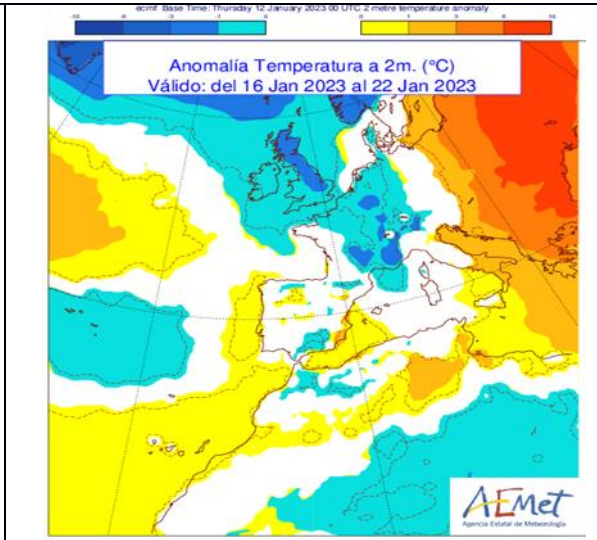 ecmf Base Time: Thursday 12 January 2023 00 UTC 2 metre temperature anomaly
Anomalía Temperatura a 2m. (°C)
Válido: del 16 Jan 2023 al 22 Jan 2023
AEMet
Agencia Estatal de Meteorología